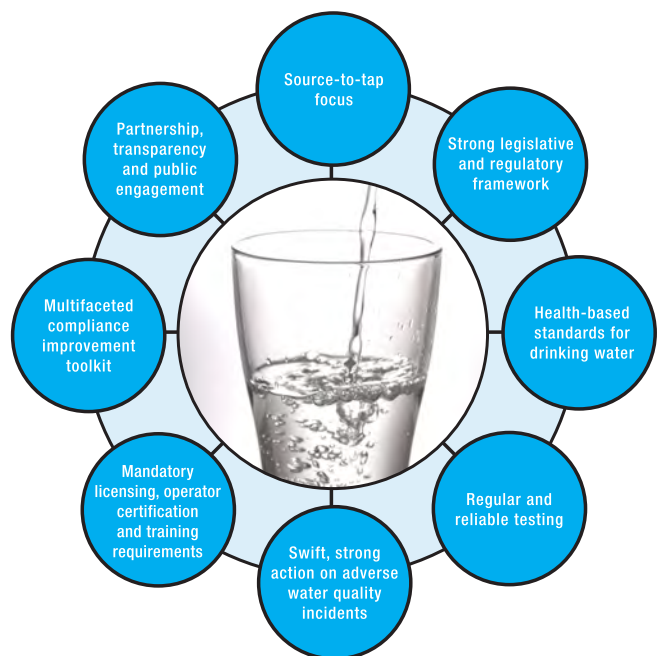 Source-to-tap
focus
Strong legislative
and regulatory
framework
Health-based
standards for
drinking water
Regular and
reliable testing
Swift, strong
action on adverse
water quality
incidents
Mandatory
licensing, operator
certification
and training
requirements
Multifaceted
compliance
improvement
toolkit
Partnership,
transparency
and public
engagement